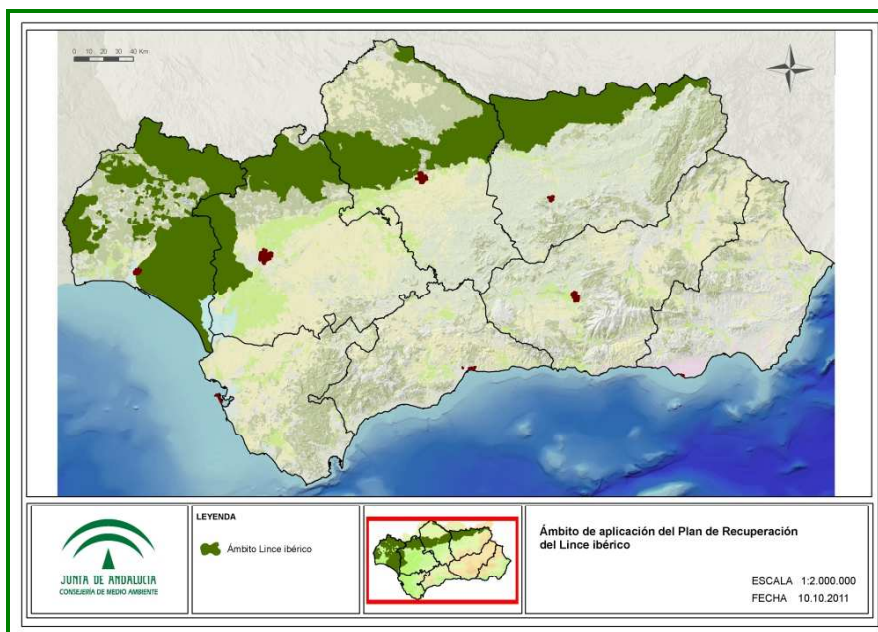 0 10 20 30 40 Km.
JUNTA DE ANDALUCIA
CONSEJERÍA DE MEDIO AMBIENTE
LEYENDA
Ámbito Lince ibérico
Ámbito de aplicación del Plan de Recuperación
del Lince ibérico
ESCALA 1:2.000.000
FECHA 10.10.2011